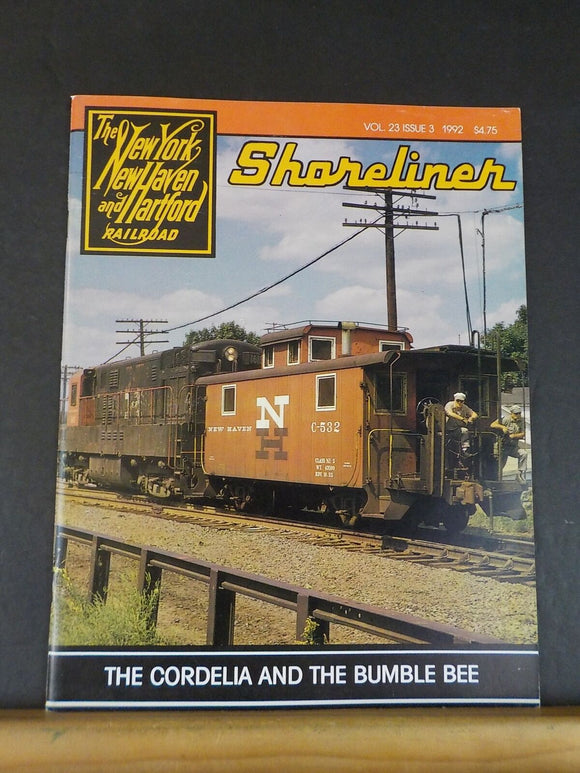 VOL. 23 ISSUE 3 1992 $4.75
The
New York
New Haven
and Hartford
RAILROAD
Shoreliner
N
H
NEW HAVEN
C-532
THE CORDELIA AND THE BUMBLE BEE